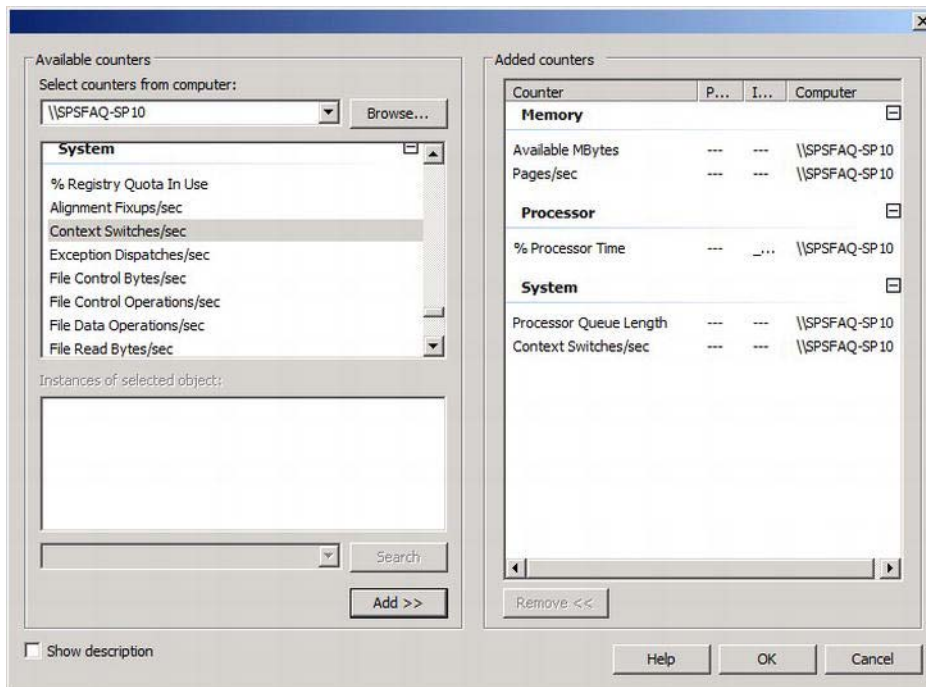 Available counters
Select counters from computer:
\\SPSFAQ-SP10
Browse...
System
% Registry Quota In Use
Alignment Fixups/sec
Context Switches/sec
Exception Dispatches/sec
File Control Bytes/sec
File Control Operations/sec
File Data Operations/sec
File Read Bytes/sec
Instances of selected object:
Search
Add >>
Show description
Added counters
Counter P... I... Computer
Memory
Available MBytes --- --- \\SPSFAQ-SP10
Pages/sec --- --- \\SPSFAQ-SP10
Processor
% Processor Time --- _... \\SPSFAQ-SP10
System
Processor Queue Length --- --- \\SPSFAQ-SP10
Context Switches/sec --- --- \\SPSFAQ-SP10
Remove <<
Help
OK
Cancel